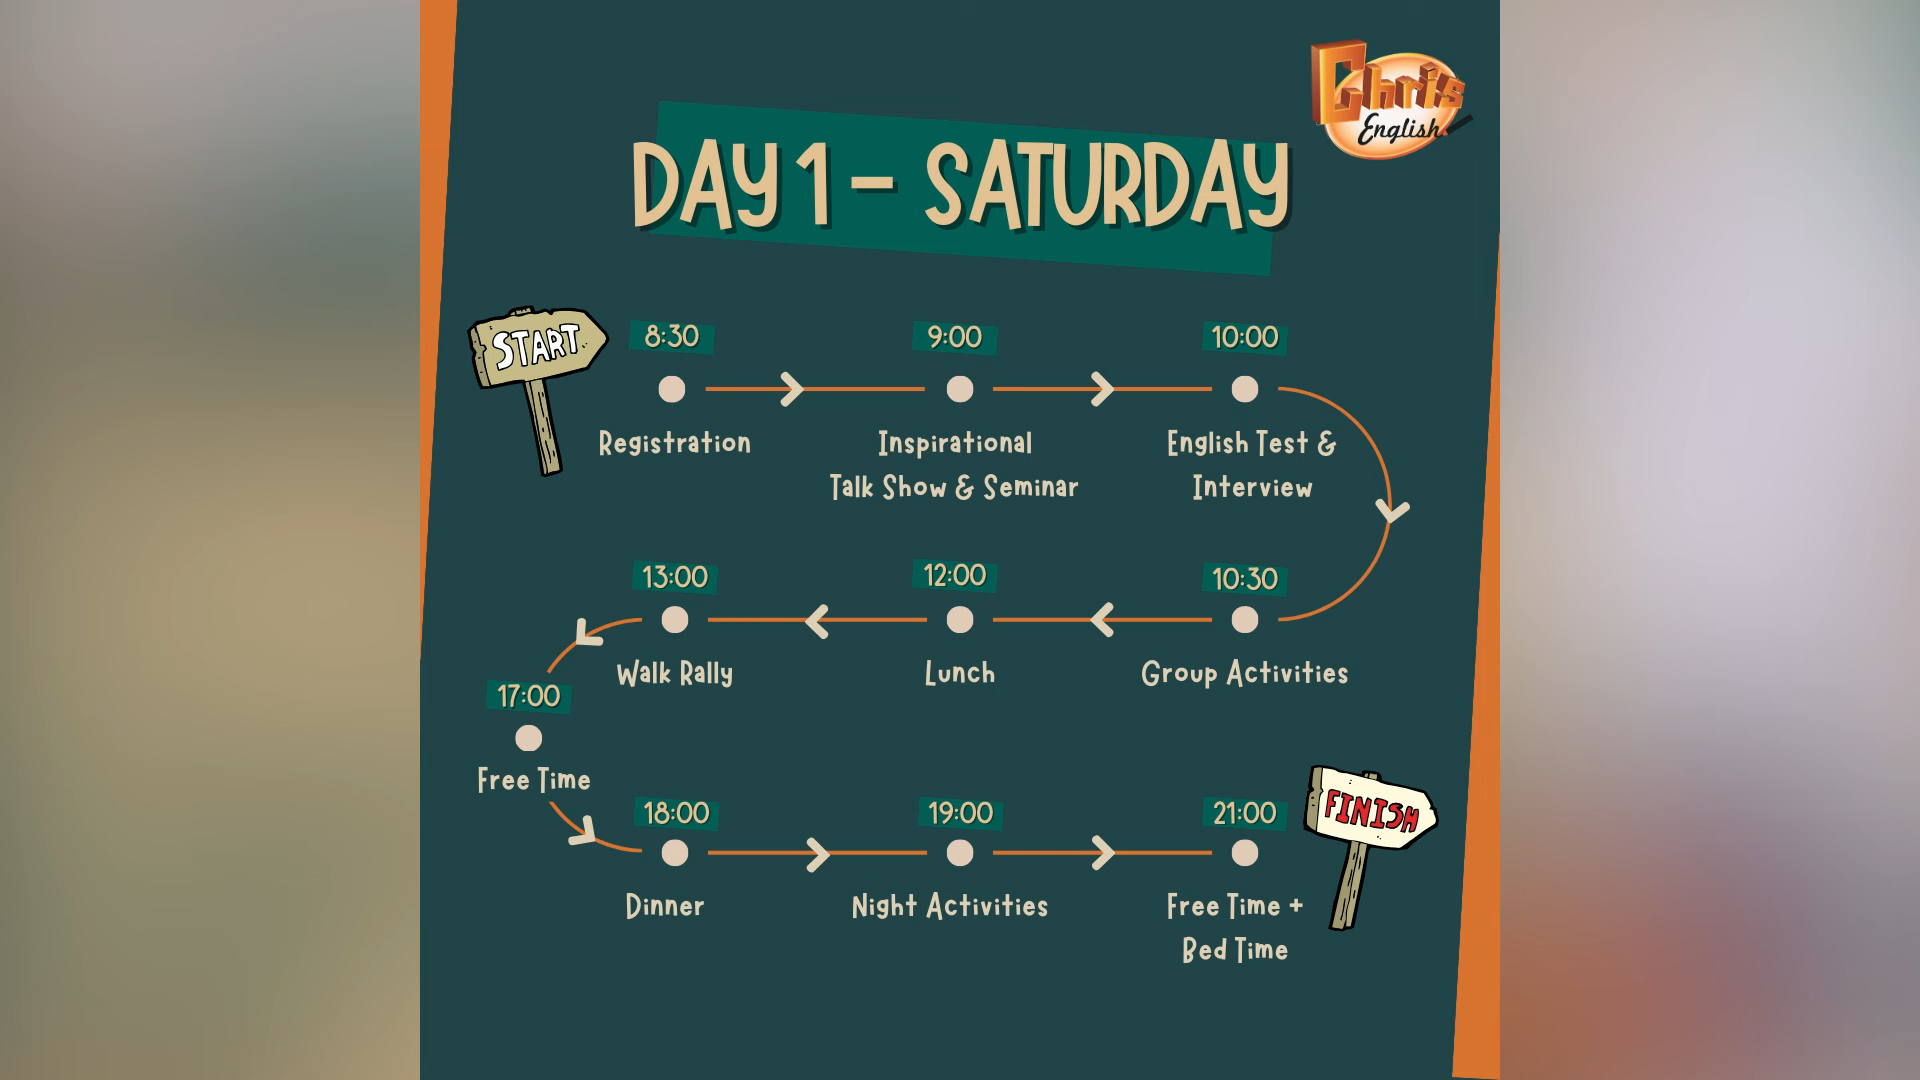 Chris
English
DAY 1 - SATURDAY
START
8:30
Registration
9:00
Inspirational
Talk Show & Seminar
10:00
English Test &
Interview
10:30
Group Activities
12:00
Lunch
13:00
Walk Rally
17:00
Free Time
18:00
Dinner
19:00
Night Activities
21:00
Free Time +
Bed Time
FINISH